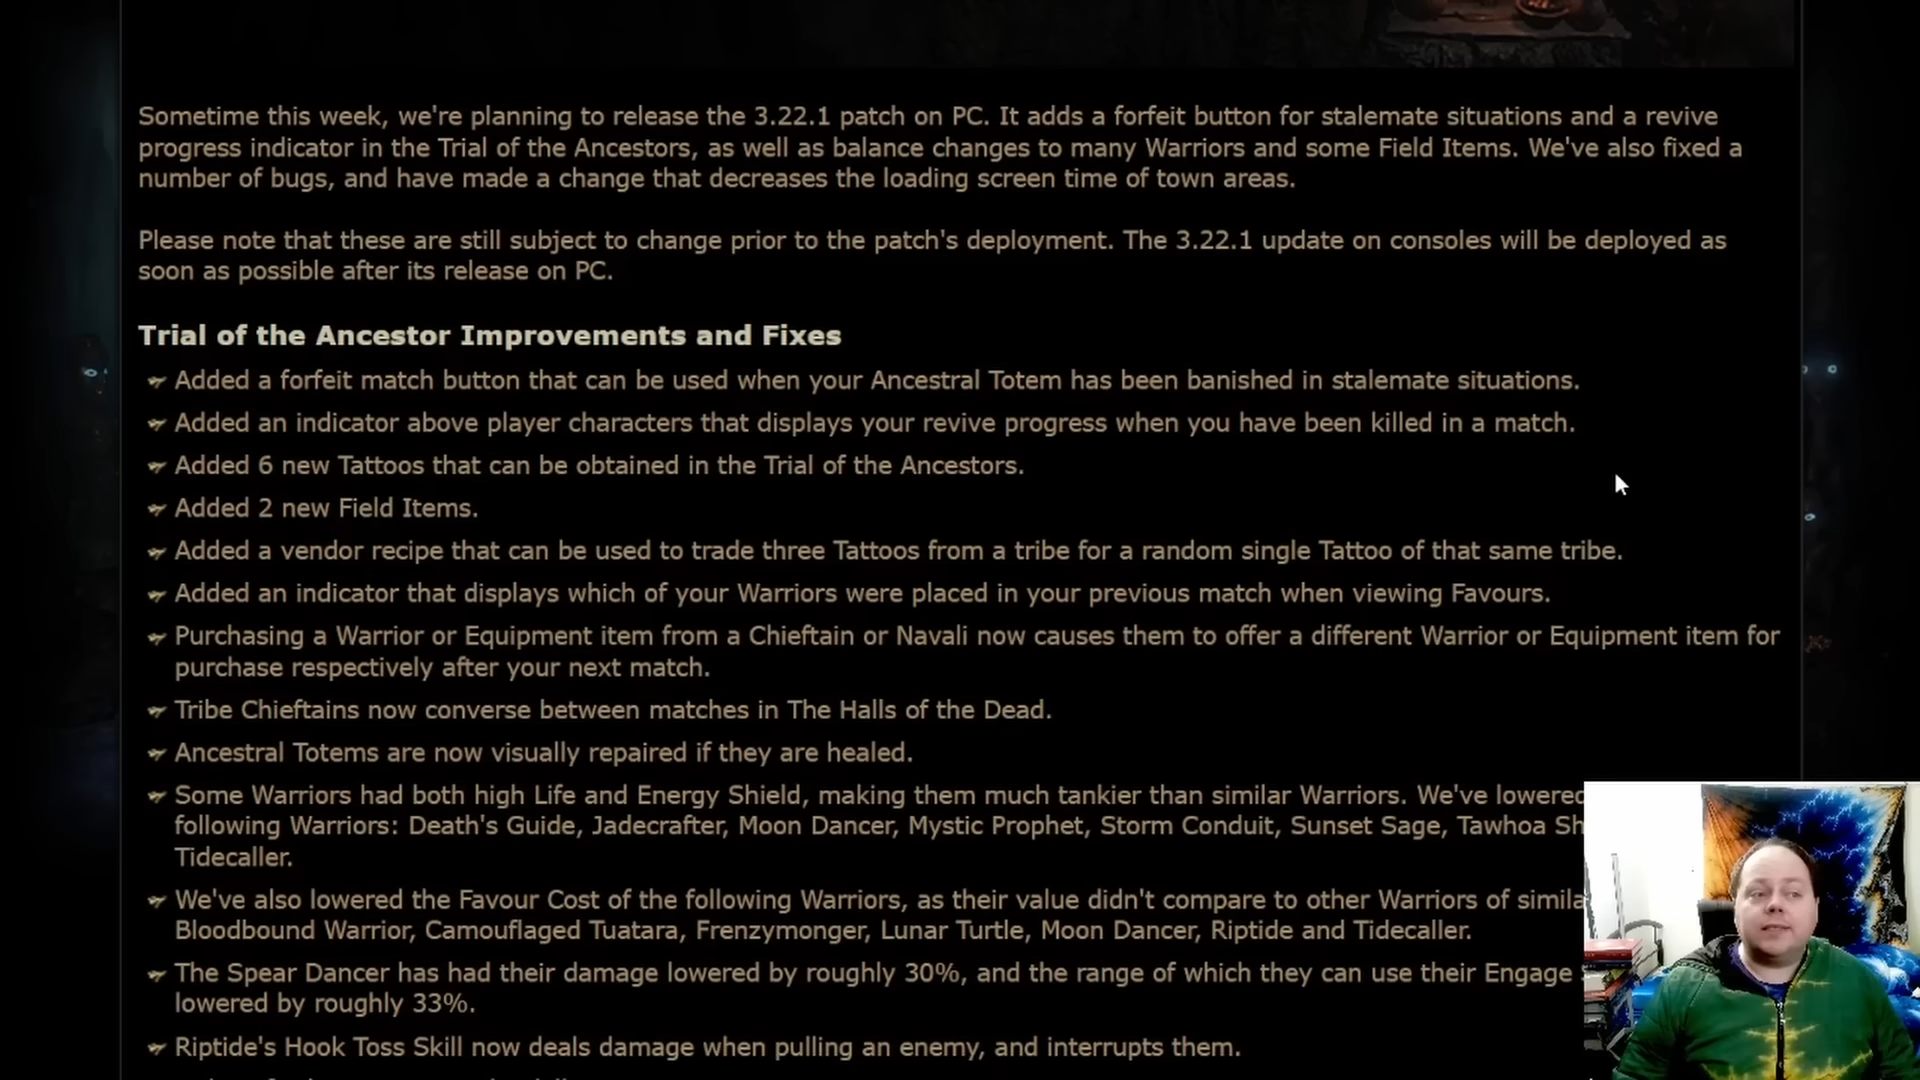 Sometime this week, we're planning to release the 3.22.1 patch on PC. It adds a forfeit button for stalemate situations and a revive
progress indicator in the Trial of the Ancestors, as well as balance changes to many Warriors and some Field Items. We've also fixed a
number of bugs, and have made a change that decreases the loading screen time of town areas.
Please note that these are still subject to change prior to the patch's deployment. The 3.22.1 update on consoles will be deployed as
soon as possible after its release on PC.
Trial of the Ancestor Improvements and Fixes
Added a forfeit match button that can be used when your Ancestral Totem has been banished in stalemate situations.
Added an indicator above player characters that displays your revive progress when you have been killed in a match.
Added 6 new Tattoos that can be obtained in the Trial of the Ancestors.
Added 2 new Field Items.
Added a vendor recipe that can be used to trade three Tattoos from a tribe for a random single Tattoo of that same tribe.
Added an indicator that displays which of your Warriors were placed in your previous match when viewing Favours.
Purchasing a Warrior or Equipment item from a Chieftain or Navali now causes them to offer a different Warrior or Equipment item for
purchase respectively after your next match.
Tribe Chieftains now converse between matches in The Halls of the Dead.
Ancestral Totems are now visually repaired if they are healed.
Some Warriors had both high Life and Energy Shield, making them much tankier than similar Warriors. We've lowered
following Warriors: Death's Guide, Jadecrafter, Moon Dancer, Mystic Prophet, Storm Conduit, Sunset Sage, Tawhoa Sh
Tidecaller.
We've also lowered the Favour Cost of the following Warriors, as their value didn't compare to other Warriors of simila
Bloodbound Warrior, Camouflaged Tuatara, Frenzymonger, Lunar Turtle, Moon Dancer, Riptide and Tidecaller.
The Spear Dancer has had their damage lowered by roughly 30%, and the range of which they can use their Engage
lowered by roughly 33%.
Riptide's Hook Toss Skill now deals damage when pulling an enemy, and interrupts them.